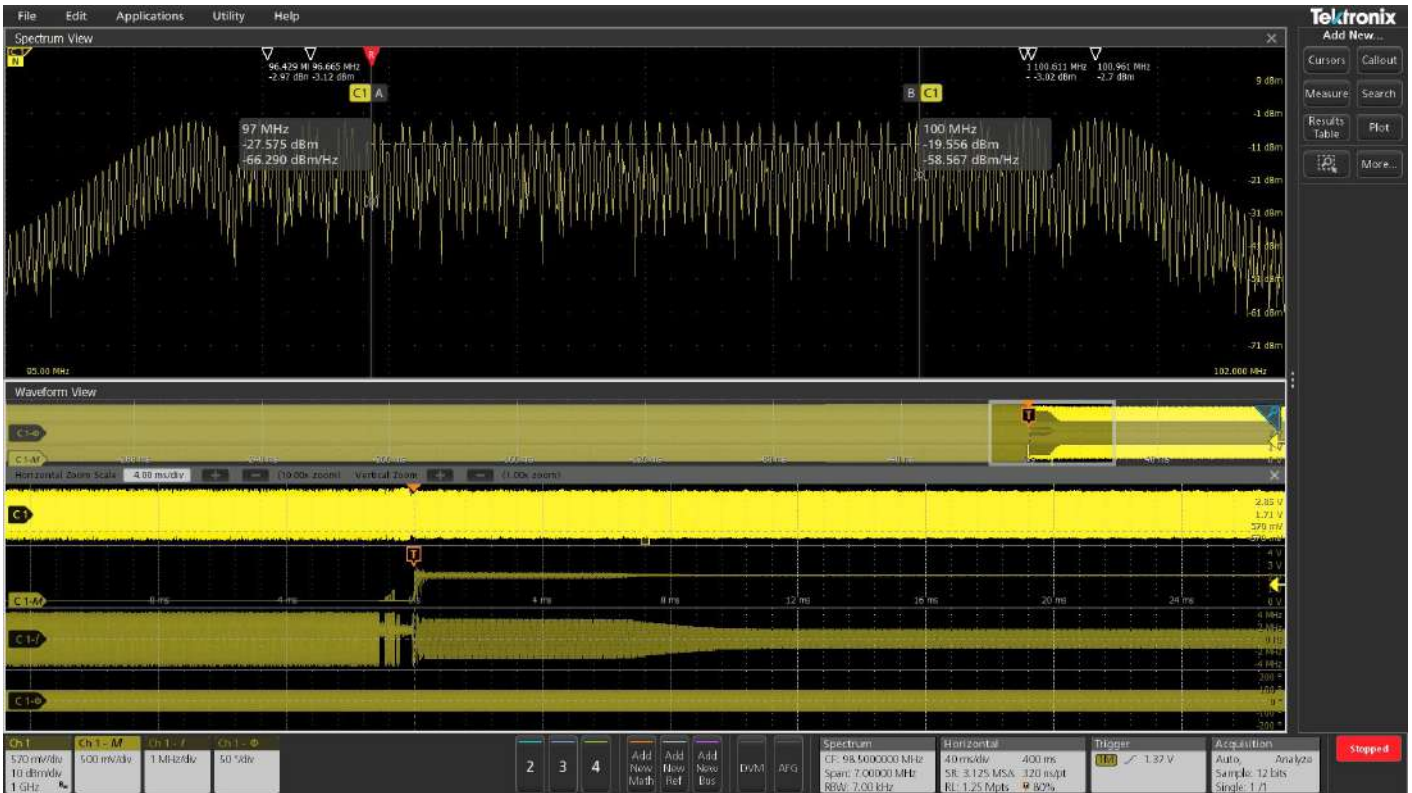 File Edit Applications Utility Help
Tektronix
Add New...
Spectrum View
Cursors Callout
Measure Search
Results Table Plot
More...
N
R
96.665 MHz
-2.97 dBm -3.12 dBm
100.611 MHz 100.961 MHz
-3.02 dBm -2.7 dBm
C1 A
B C1
97 MHz
-27.575 dBm
-66.290 dBm/Hz
100 MHz
-19.556 dBm
-58.567 dBm/Hz
9 dBm
-1 dBm
-11 dBm
-21 dBm
-31 dBm
-61 dBm
-71 dBm
95.00 MHz
102.000 MHz
Waveform View
T
C1-Φ
C1-M
Horizontal Zoom Scale 4.00 ms/div (10.00x zoom) Vertical Zoom (1.00x zoom)
C1
2.85 V
1.71 V
570 mV
T
4 V
3 V
C1-M
-4 ms
4 ms
8 ms
12 ms
16 ms
20 ms
24 ms
0 V
4 MHz
C1-f
-4 MHz
200 °
C1-Φ
-200 °
Ch 1
570 mV/div
10 dBm/div
1 GHz
Ch 1 - M
500 mV/div
Ch 1 - f
1 MHz/div
Ch 1 - Φ
50 °/div
2 3 4
Add New Math
Add New Ref
Add New Bus
DVM
AFG
Spectrum
CF: 98.5000000 MHz
Span: 7.00000 MHz
RBW: 7.00 kHz
Horizontal
40 ms/div 400 ms
SR: 3.125 MS/s 320 ns/pt
RL: 1.25 Mpts 80%
Trigger
1M 1.37 V
Acquisition
Auto, Analyze
Sample: 12 bits
Single: 1 /1
Stopped